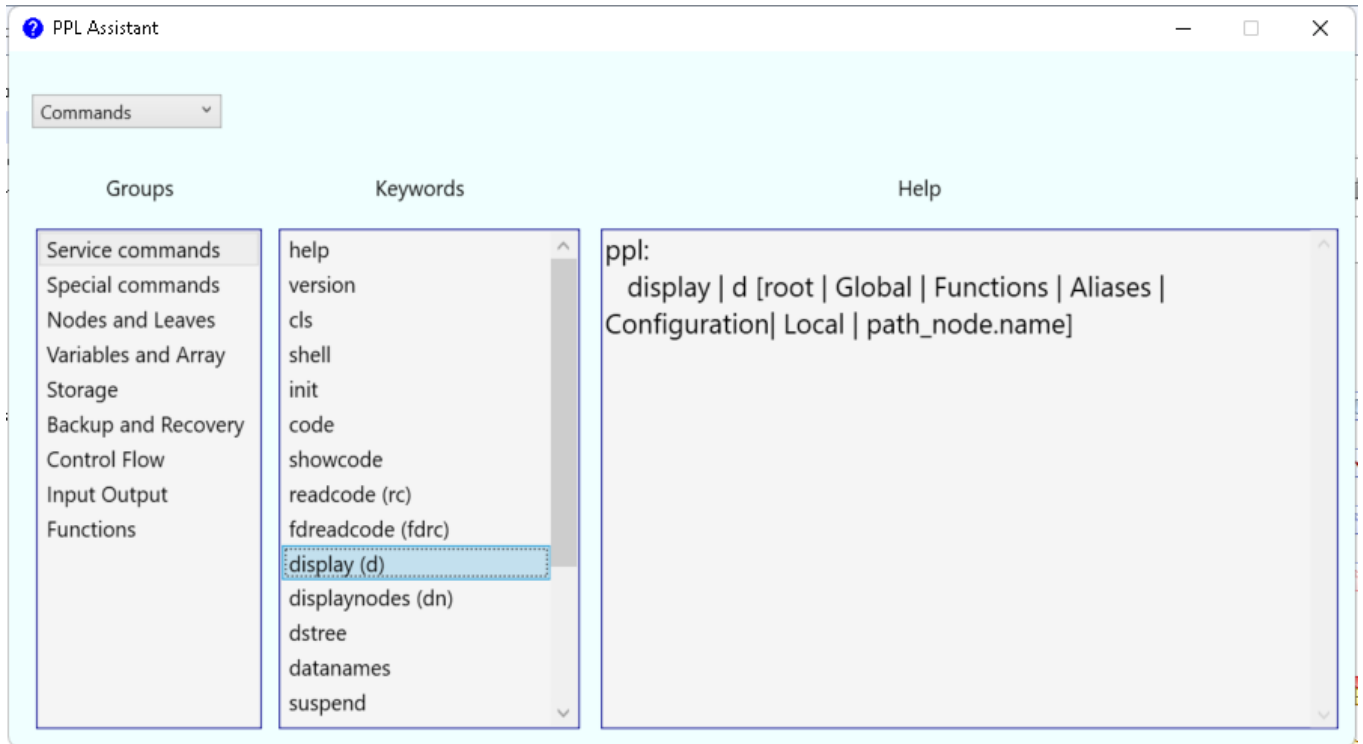 PPL Assistant
Commands
Groups
Keywords
Help
Service commands
Special commands
Nodes and Leaves
Variables and Array
Storage
Backup and Recovery
Control Flow
Input Output
Functions
help
version
cls
shell
init
code
showcode
readcode (rc)
fdreadcode (fdrc)
display (d)
displaynodes (dn)
dstree
datanames
suspend
ppl:
display | d [root | Global | Functions | Aliases |
Configuration| Local | path_node.name]